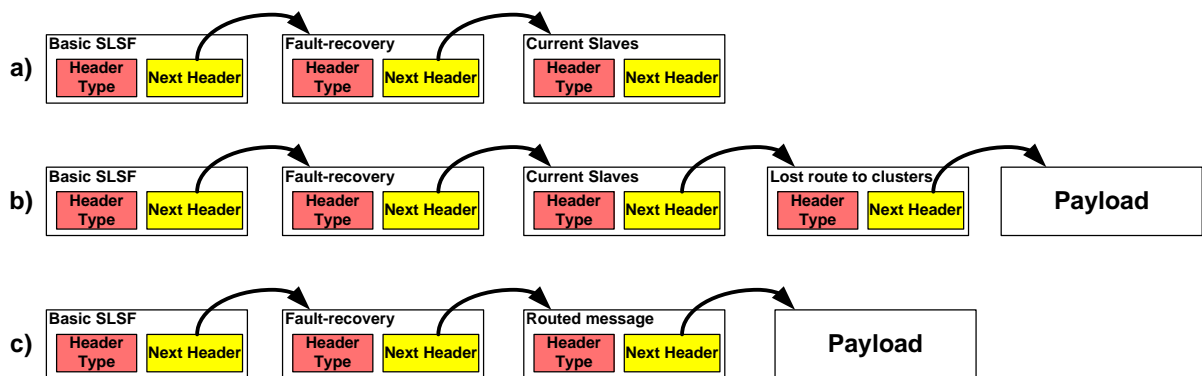 Basic SLSF
Fault-recovery
Current Slaves
a)
Header
Type
Next Header
Header
Type
Next Header
Header
Type
Next Header
Basic SLSF
Fault-recovery
Current Slaves
Lost route to clusters
b)
Header
Type
Next Header
Header
Type
Next Header
Header
Type
Next Header
Header
Type
Next Header
Payload
Basic SLSF
Fault-recovery
Routed message
c)
Header
Type
Next Header
Header
Type
Next Header
Header
Type
Next Header
Payload